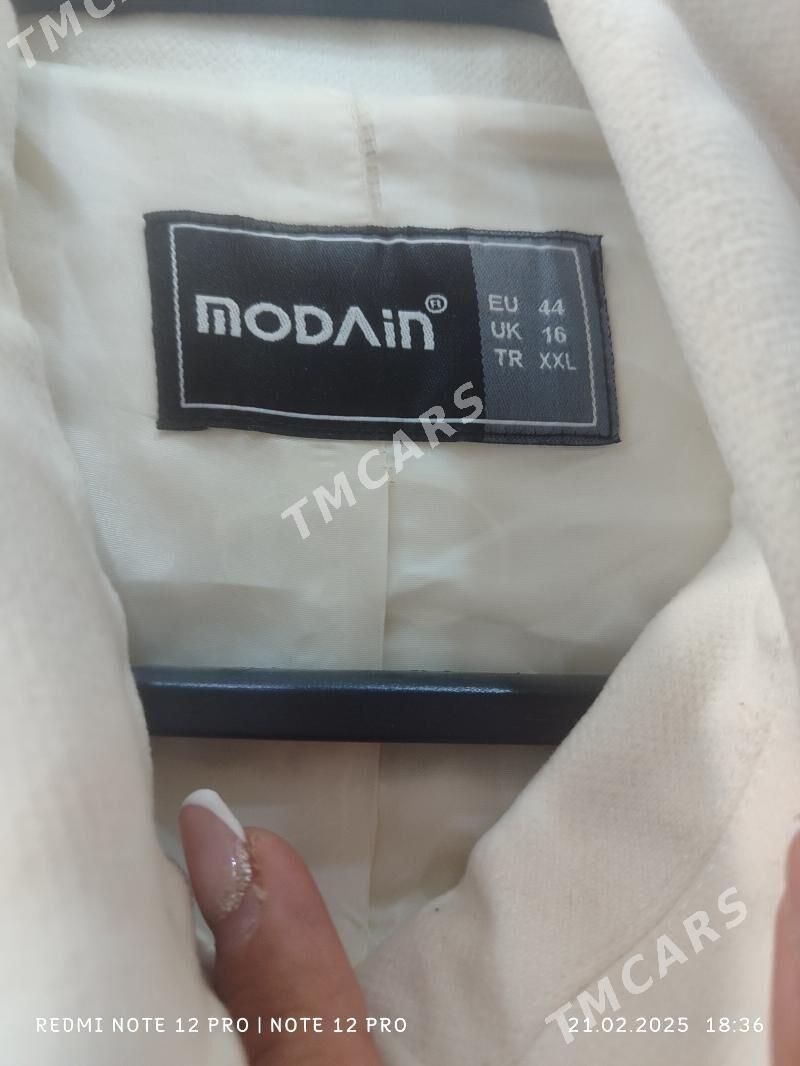 TMCARS
MODAIN®
EU 44
UK 16
TR XXL
TMCARS
TMCARS
REDMI NOTE 12 PRO | NOTE 12 PRO
21.02.2025 18:36